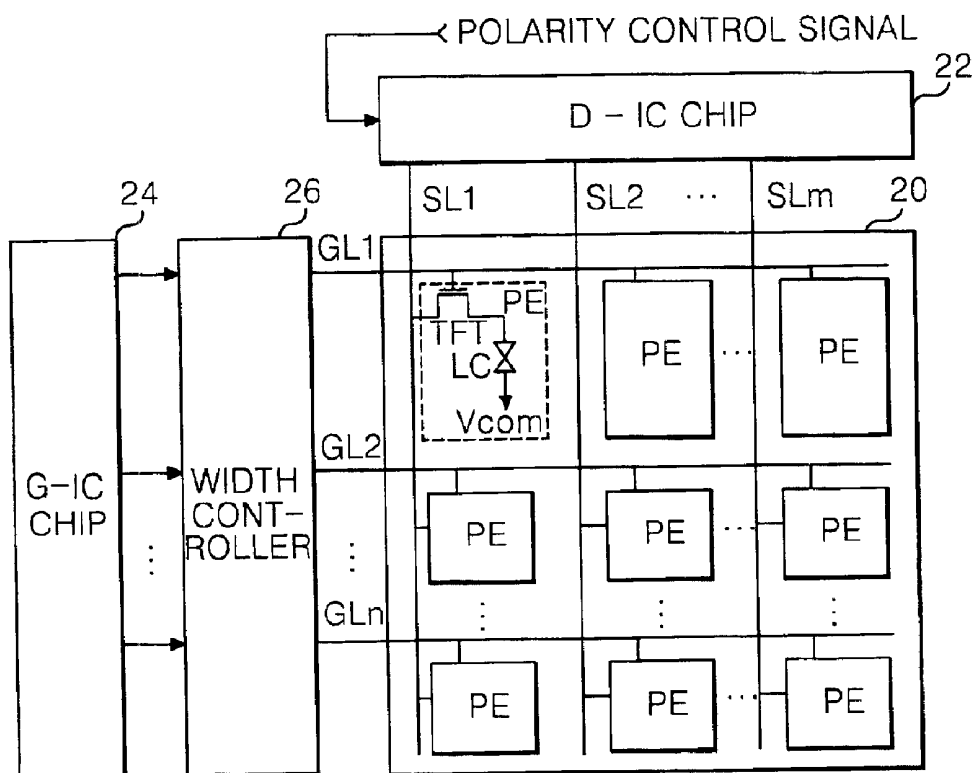 POLARITY CONTROL SIGNAL
22
D - IC CHIP
24
26
SL1
SL2
...
SLm
20
GL1
PE
TFT
LC
Vcom
PE
...
PE
GL2
G-IC
CHIP
WIDTH
CONT-
ROLLER
PE
PE
...
PE
GLn
PE
PE
...
PE